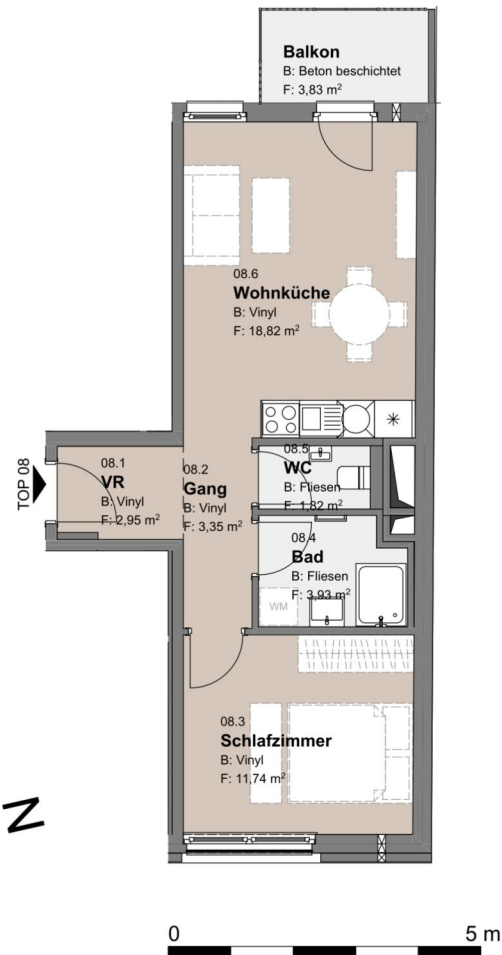 Balkon
B: Beton beschichtet
F: 3,83 m²
08.6
Wohnküche
B: Vinyl
F: 18,82 m²
TOP 08
08.1
VR
B: Vinyl
F: 2,95 m²
08.2
Gang
B: Vinyl
F: 3,35 m²
08.5
WC
B: Fliesen
F: 1,82 m²
08.4
Bad
B: Fliesen
F: 3,93 m²
WM
08.3
Schlafzimmer
B: Vinyl
F: 11,74 m²
N
0 5 m